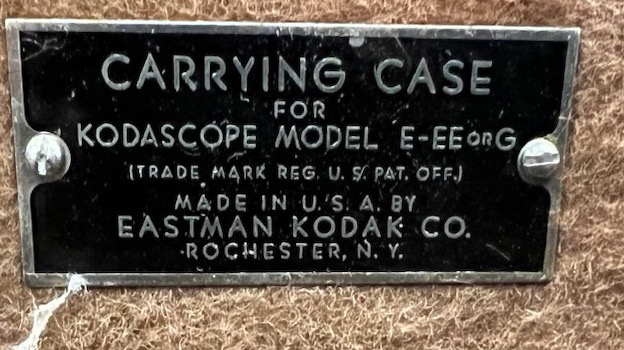 CARRYING CASE
FOR
KODASCOPE MODEL E-EE OR G
(TRADE MARK REG. U. S. PAT. OFF.)
MADE IN U. S. A. BY
EASTMAN KODAK CO.
ROCHESTER, N. Y.